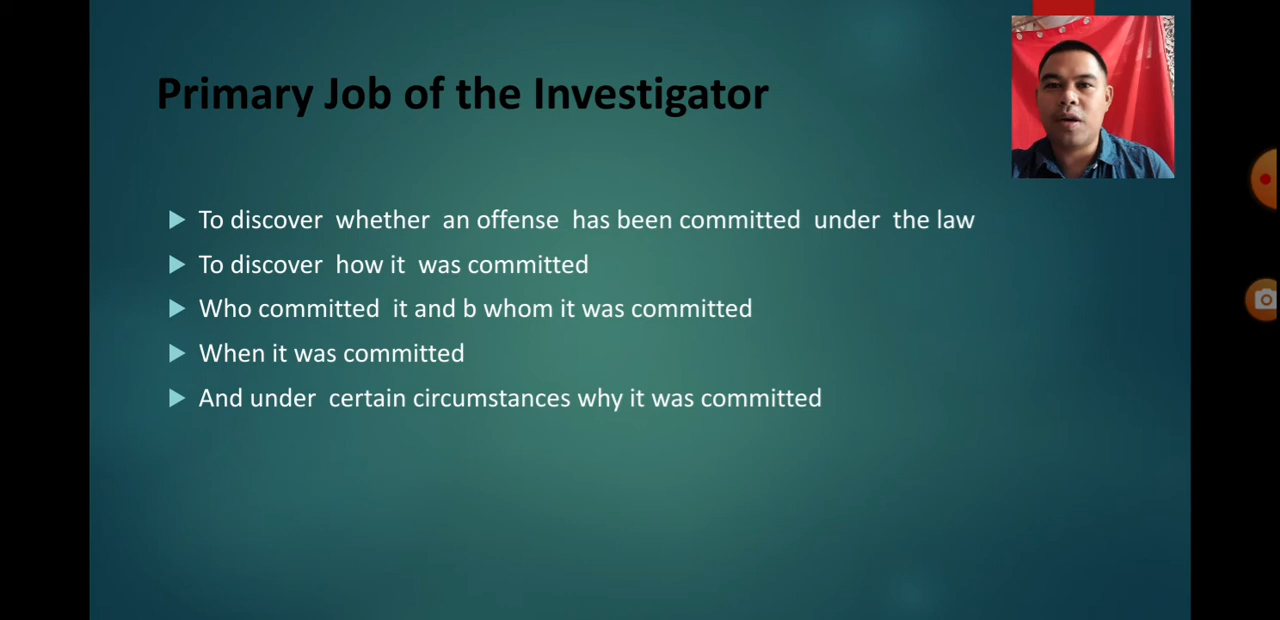 Primary Job of the Investigator
To discover whether an offense has been committed under the law
To discover how it was committed
Who committed it and b whom it was committed
When it was committed
And under certain circumstances why it was committed